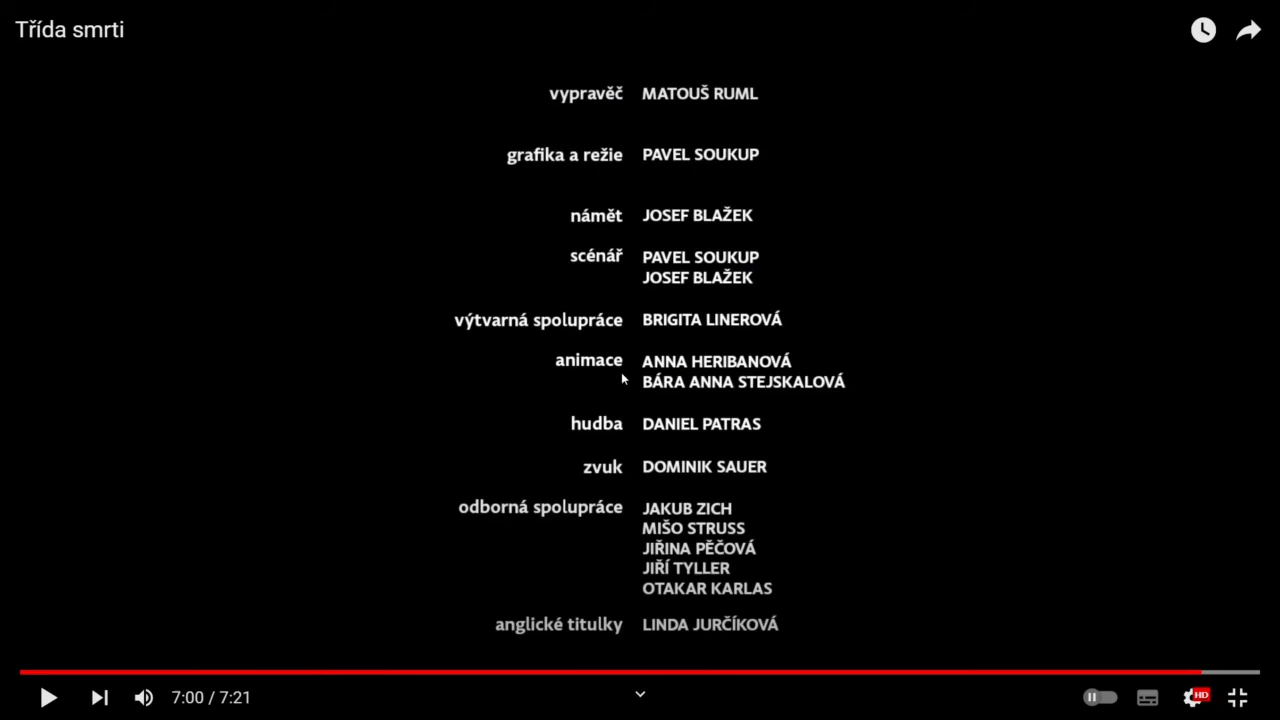 Třída smrti
vypravěč MATOUŠ RUML
grafika a režie PAVEL SOUKUP
námět JOSEF BLAŽEK
scénář PAVEL SOUKUP
JOSEF BLAŽEK
výtvarná spolupráce BRIGITA LINEROVÁ
animace ANNA HERIBANOVÁ
BÁRA ANNA STEJSKALOVÁ
hudba DANIEL PATRAS
zvuk DOMINIK SAUER
odborná spolupráce JAKUB ZICH
MIŠO STRUSS
JIŘINA PĚČOVÁ
JIŘÍ TYLLER
OTAKAR KARLAS
anglické titulky LINDA JURČÍKOVÁ
7:00 / 7:21 HD